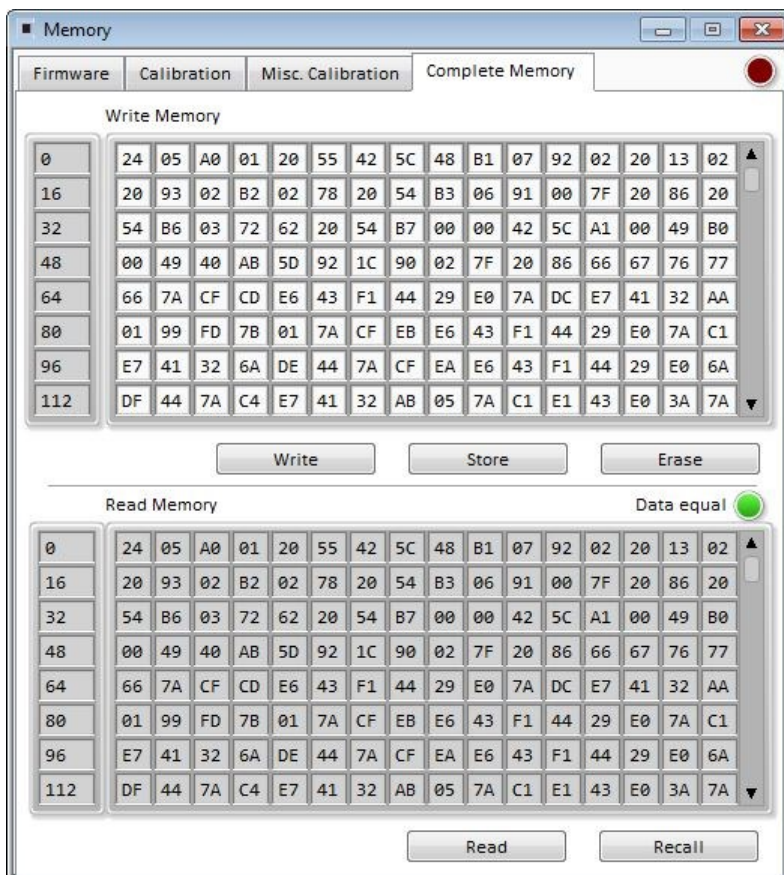 Memory
Firmware Calibration Misc. Calibration Complete Memory
Write Memory
0 24 05 A0 01 20 55 42 5C 48 B1 07 92 02 20 13 02
16 20 93 02 B2 02 78 20 54 B3 06 91 00 7F 20 86 20
32 54 B6 03 72 62 20 54 B7 00 00 42 5C A1 00 49 B0
48 00 49 40 AB 5D 92 1C 90 02 7F 20 86 66 67 76 77
64 66 7A CF CD E6 43 F1 44 29 E0 7A DC E7 41 32 AA
80 01 99 FD 7B 01 7A CF EB E6 43 F1 44 29 E0 7A C1
96 E7 41 32 6A DE 44 7A CF EA E6 43 F1 44 29 E0 6A
112 DF 44 7A C4 E7 41 32 AB 05 7A C1 E1 43 E0 3A 7A
Write Store Erase
Read Memory Data equal
0 24 05 A0 01 20 55 42 5C 48 B1 07 92 02 20 13 02
16 20 93 02 B2 02 78 20 54 B3 06 91 00 7F 20 86 20
32 54 B6 03 72 62 20 54 B7 00 00 42 5C A1 00 49 B0
48 00 49 40 AB 5D 92 1C 90 02 7F 20 86 66 67 76 77
64 66 7A CF CD E6 43 F1 44 29 E0 7A DC E7 41 32 AA
80 01 99 FD 7B 01 7A CF EB E6 43 F1 44 29 E0 7A C1
96 E7 41 32 6A DE 44 7A CF EA E6 43 F1 44 29 E0 6A
112 DF 44 7A C4 E7 41 32 AB 05 7A C1 E1 43 E0 3A 7A
Read Recall